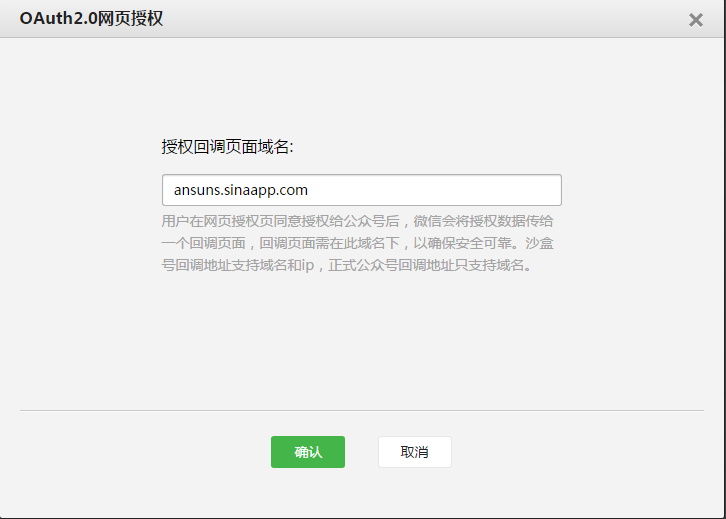 OAuth2.0网页授权
授权回调页面域名:
ansuns.sinaapp.com
用户在网页授权页同意授权给公众号后，微信会将授权数据传给
一个回调页面，回调页面需在此域名下，以确保安全可靠。沙盒
号回调地址支持域名和ip，正式公众号回调地址只支持域名。
确认
取消